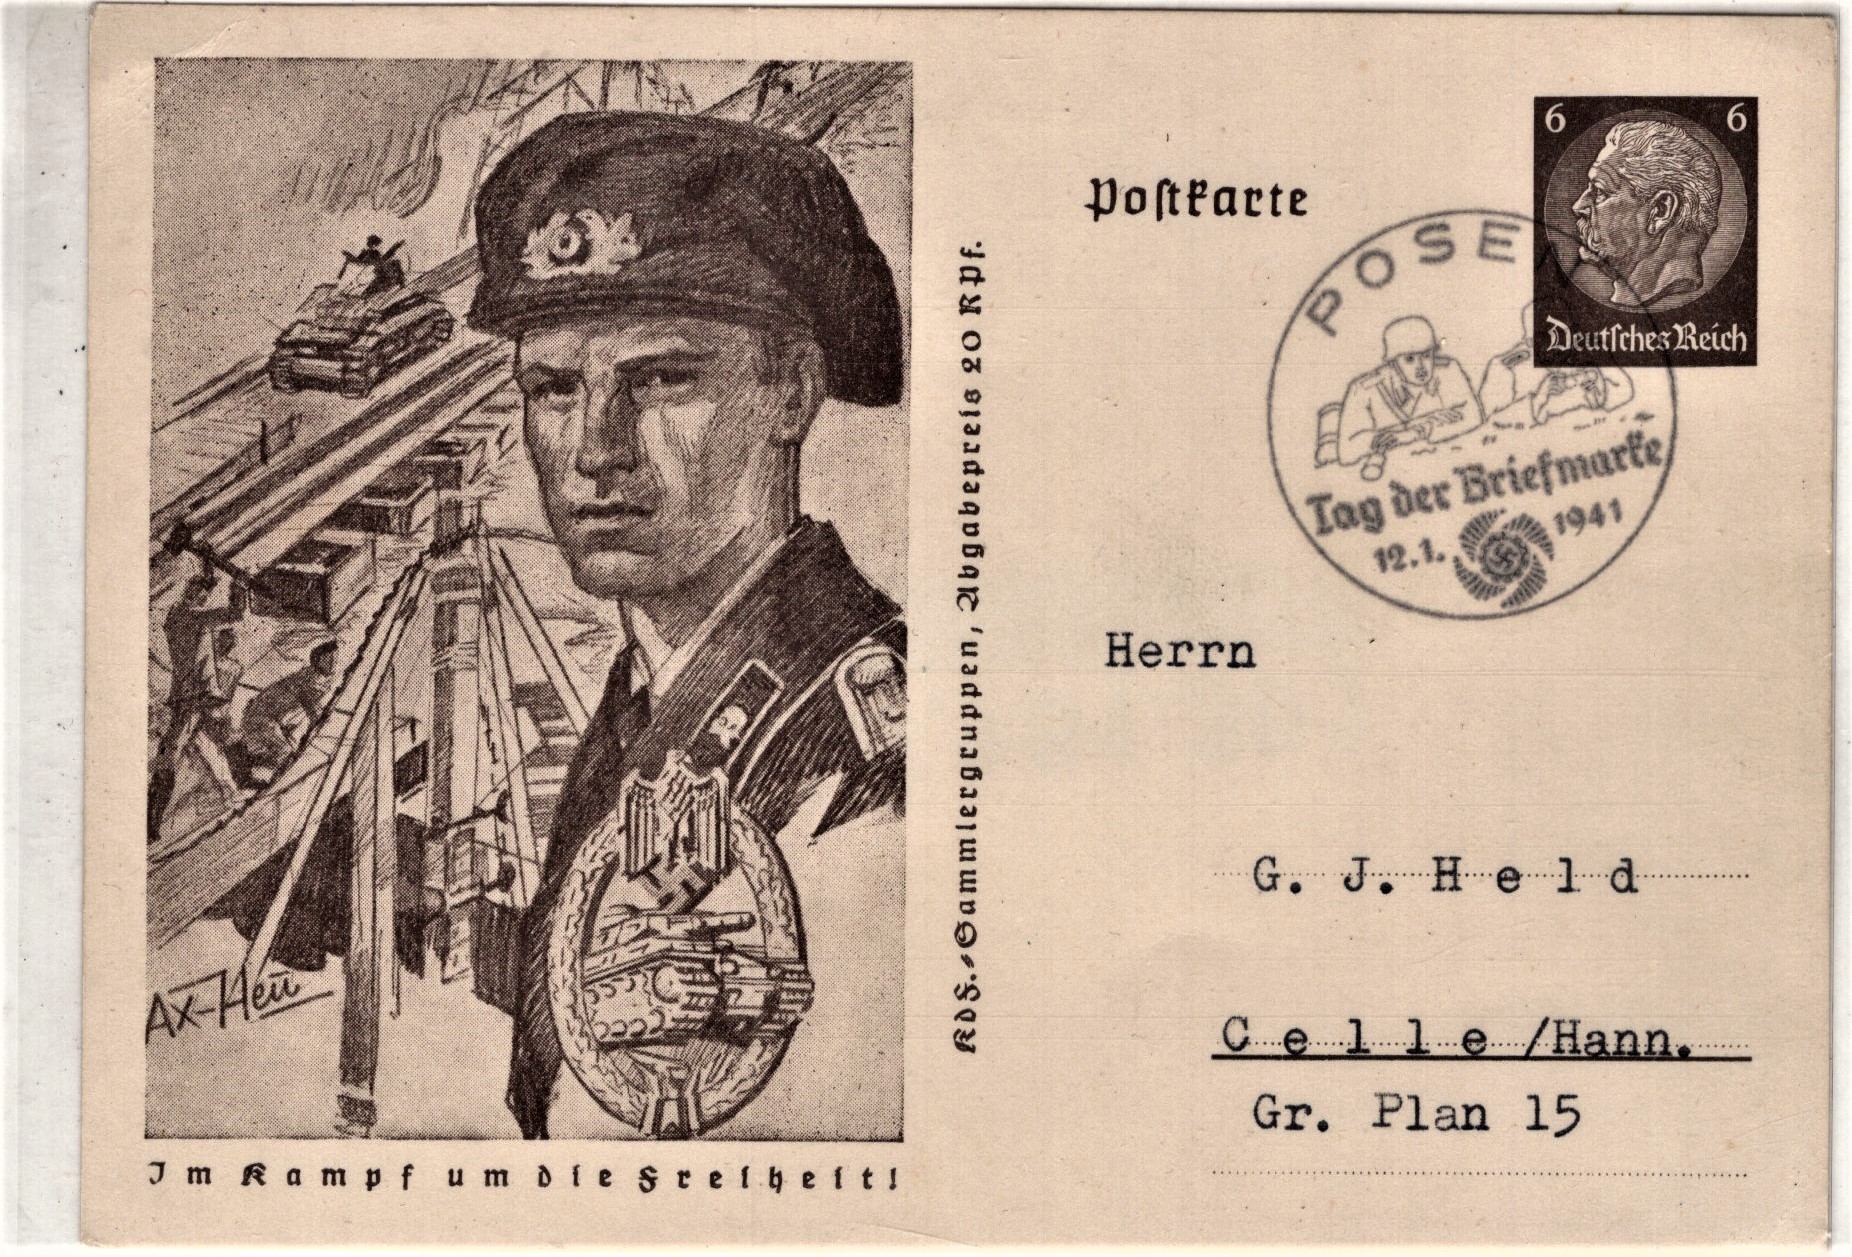 Ax-Heu
Im Kampf um die Freiheit!
KdF.-Sammlergruppen, Abgabepreis 20 Rpf.
Postkarte
6 6
Deutsches Reich
POSEN
Tag der Briefmarke
12.1. 1941
Herrn
G. J. Held
Celle/Hann.
Gr. Plan 15